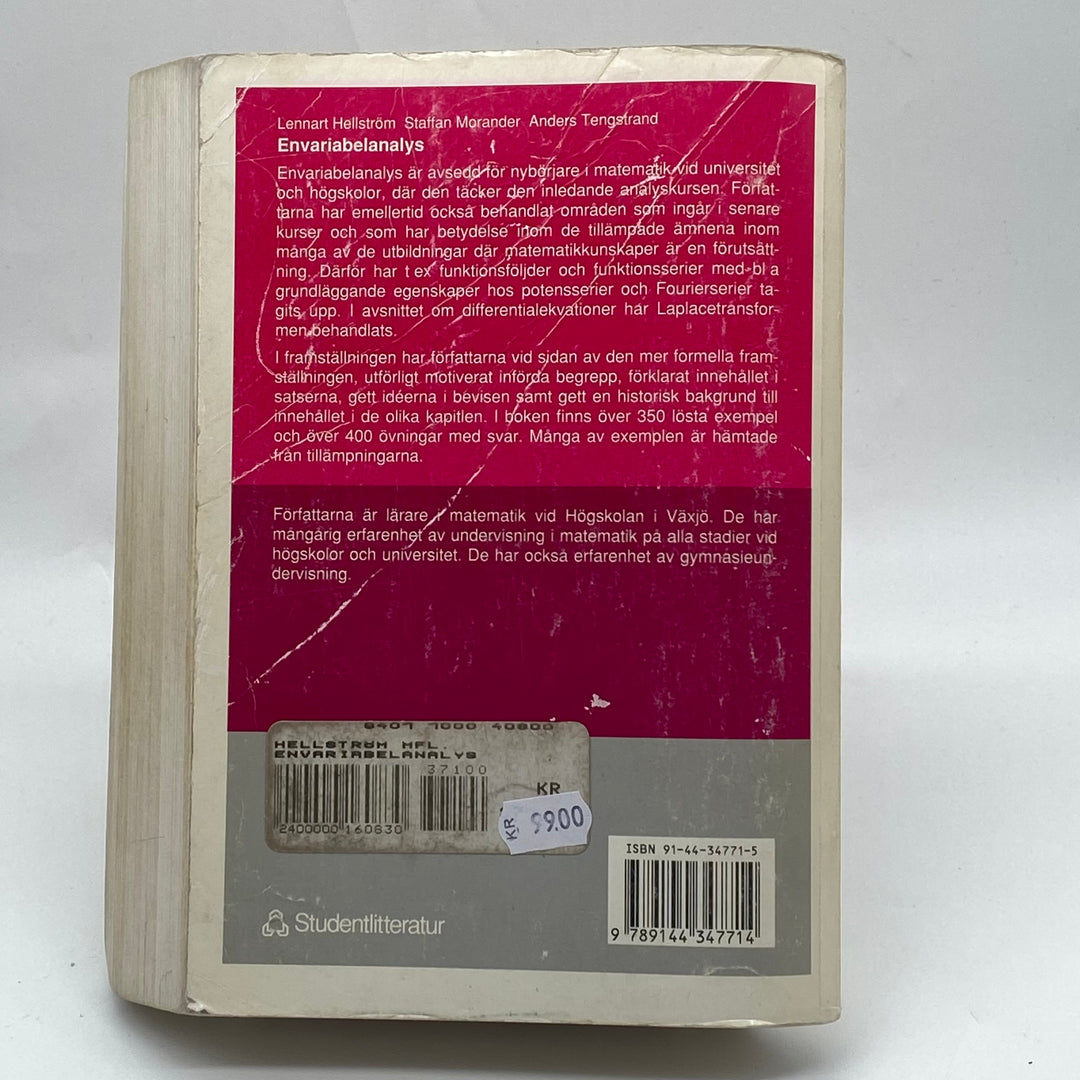 Lennart Hellström Staffan Morander Anders Tengstrand
Envariabelanalys
Envariabelanalys är avsedd för nybörjare i matematik vid universitet
och högskolor, där den täcker den inledande analyskursen. Förfat-
tarna har emellertid också behandlat områden som ingår i senare
kurser och som har betydelse inom de tillämpade ämnena inom
många av de utbildningar där matematikkunskaper är en förutsätt-
ning. Därför har t ex funktionsföljder och funktionsserier med bl a
grundläggande egenskaper hos potensserier och Fourierserier ta-
gits upp. I avsnittet om differentialekvationer har Laplacetransfor-
men behandlats.
I framställningen har författarna vid sidan av den mer formella fram-
ställningen, utförligt motiverat införda begrepp, förklarat innehållet i
satserna, gett idéerna i bevisen samt gett en historisk bakgrund till
innehållet i de olika kapitlen. I boken finns över 350 lösta exempel
och över 400 övningar med svar. Många av exemplen är hämtade
från tillämpningarna.
Författarna är lärare i matematik vid Högskolan i Växjö. De har
mångårig erfarenhet av undervisning i matematik på alla stadier vid
högskolor och universitet. De har också erfarenhet av gymnasieun-
dervisning.
HELLSTRÖM MFL.
ENVARIABELANALYS
37100
KR
2400000 160830
KR 99.00
ISBN 91-44-34771-5
9 789144 347714
Studentlitteratur